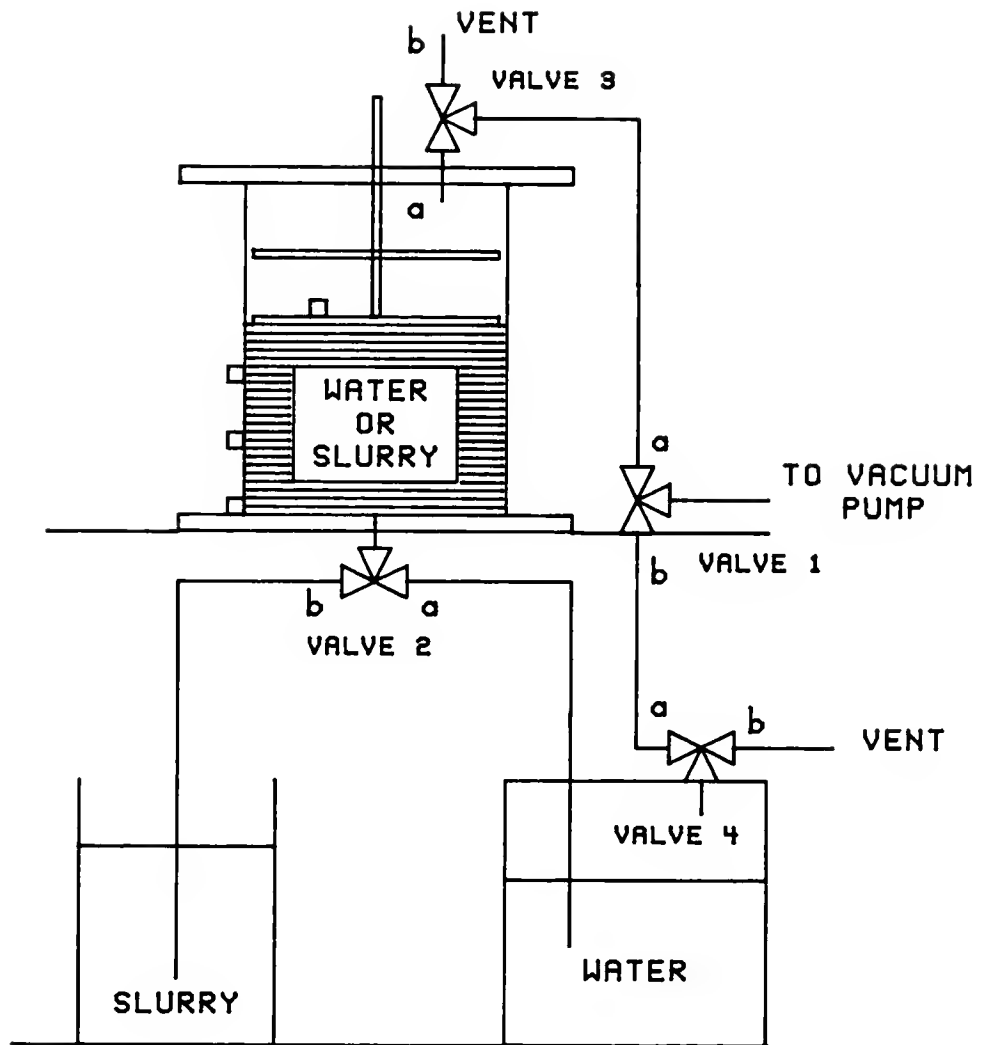 b VENT
VALVE 3
a
WATER
OR
SLURRY
a
TO VACUUM
PUMP
b VALVE 1
b a
VALVE 2
a b VENT
VALVE 4
WATER
SLURRY